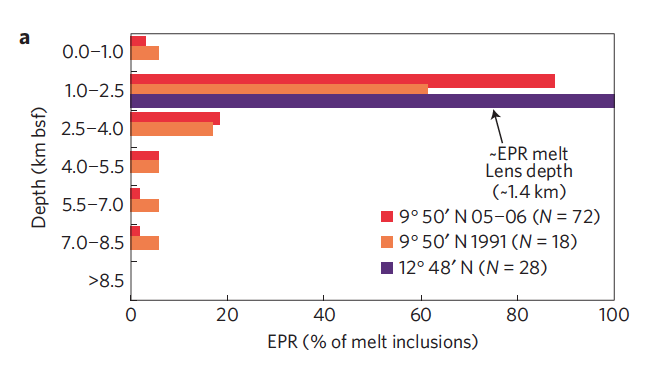 a
0.0–1.0
1.0–2.5
2.5–4.0
4.0–5.5
5.5–7.0
7.0–8.5
>8.5
Depth (km bsf)
~EPR melt
Lens depth
(~1.4 km)
9° 50′ N 05–06 (N = 72)
9° 50′ N 1991 (N = 18)
12° 48′ N (N = 28)
0 20 40 60 80 100
EPR (% of melt inclusions)